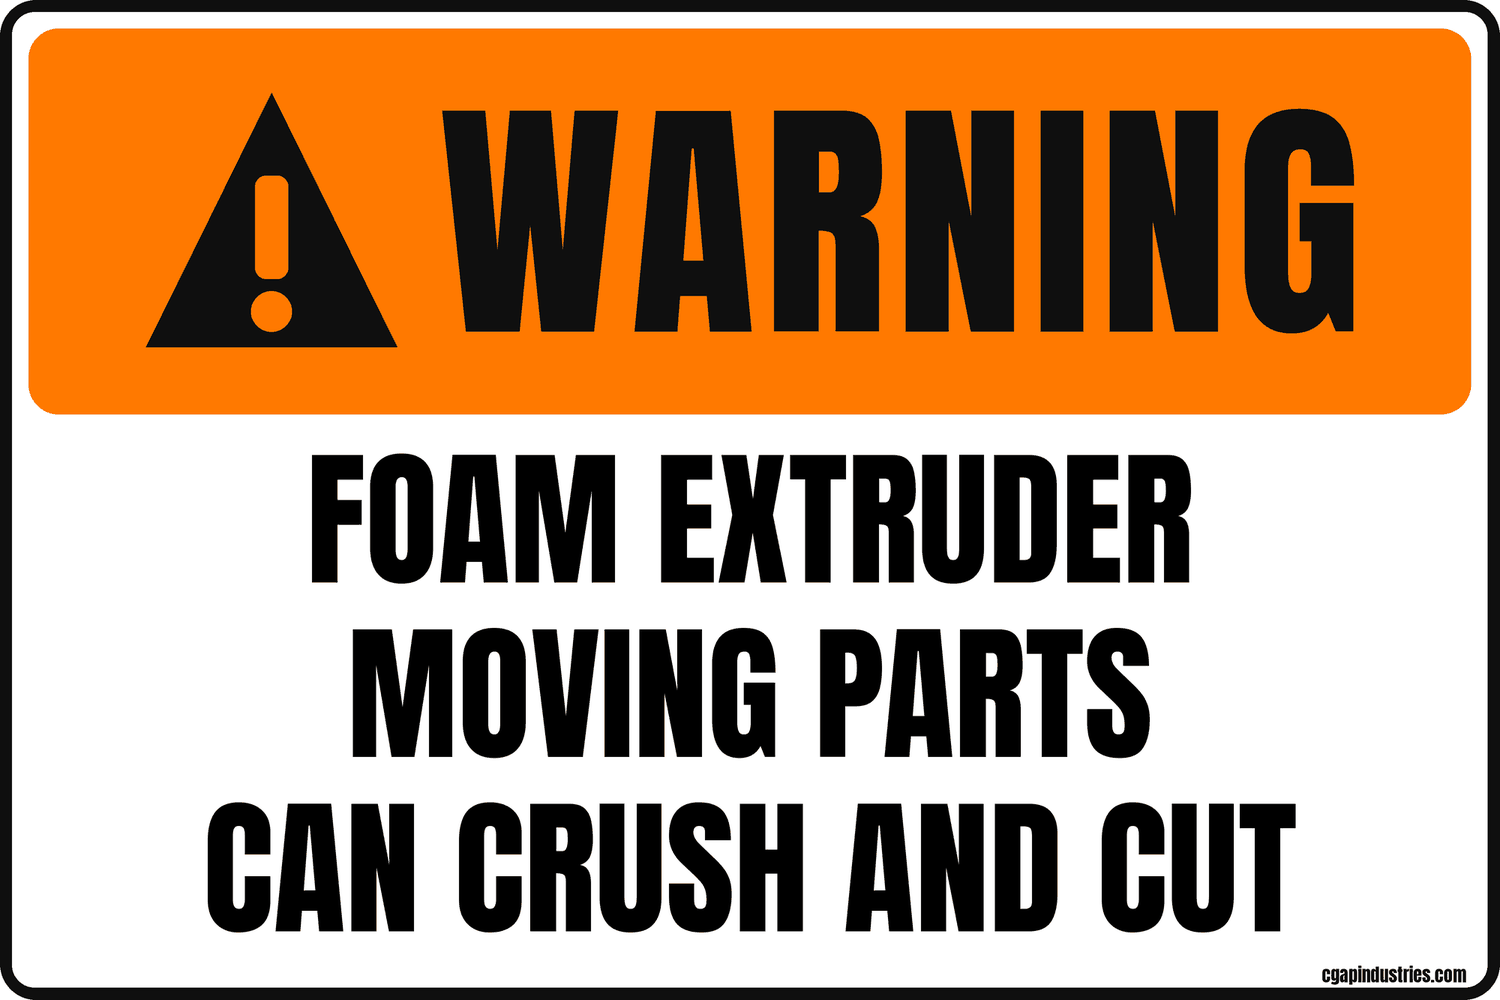 WARNING
FOAM EXTRUDER
MOVING PARTS
CAN CRUSH AND CUT
cgapindustries.com